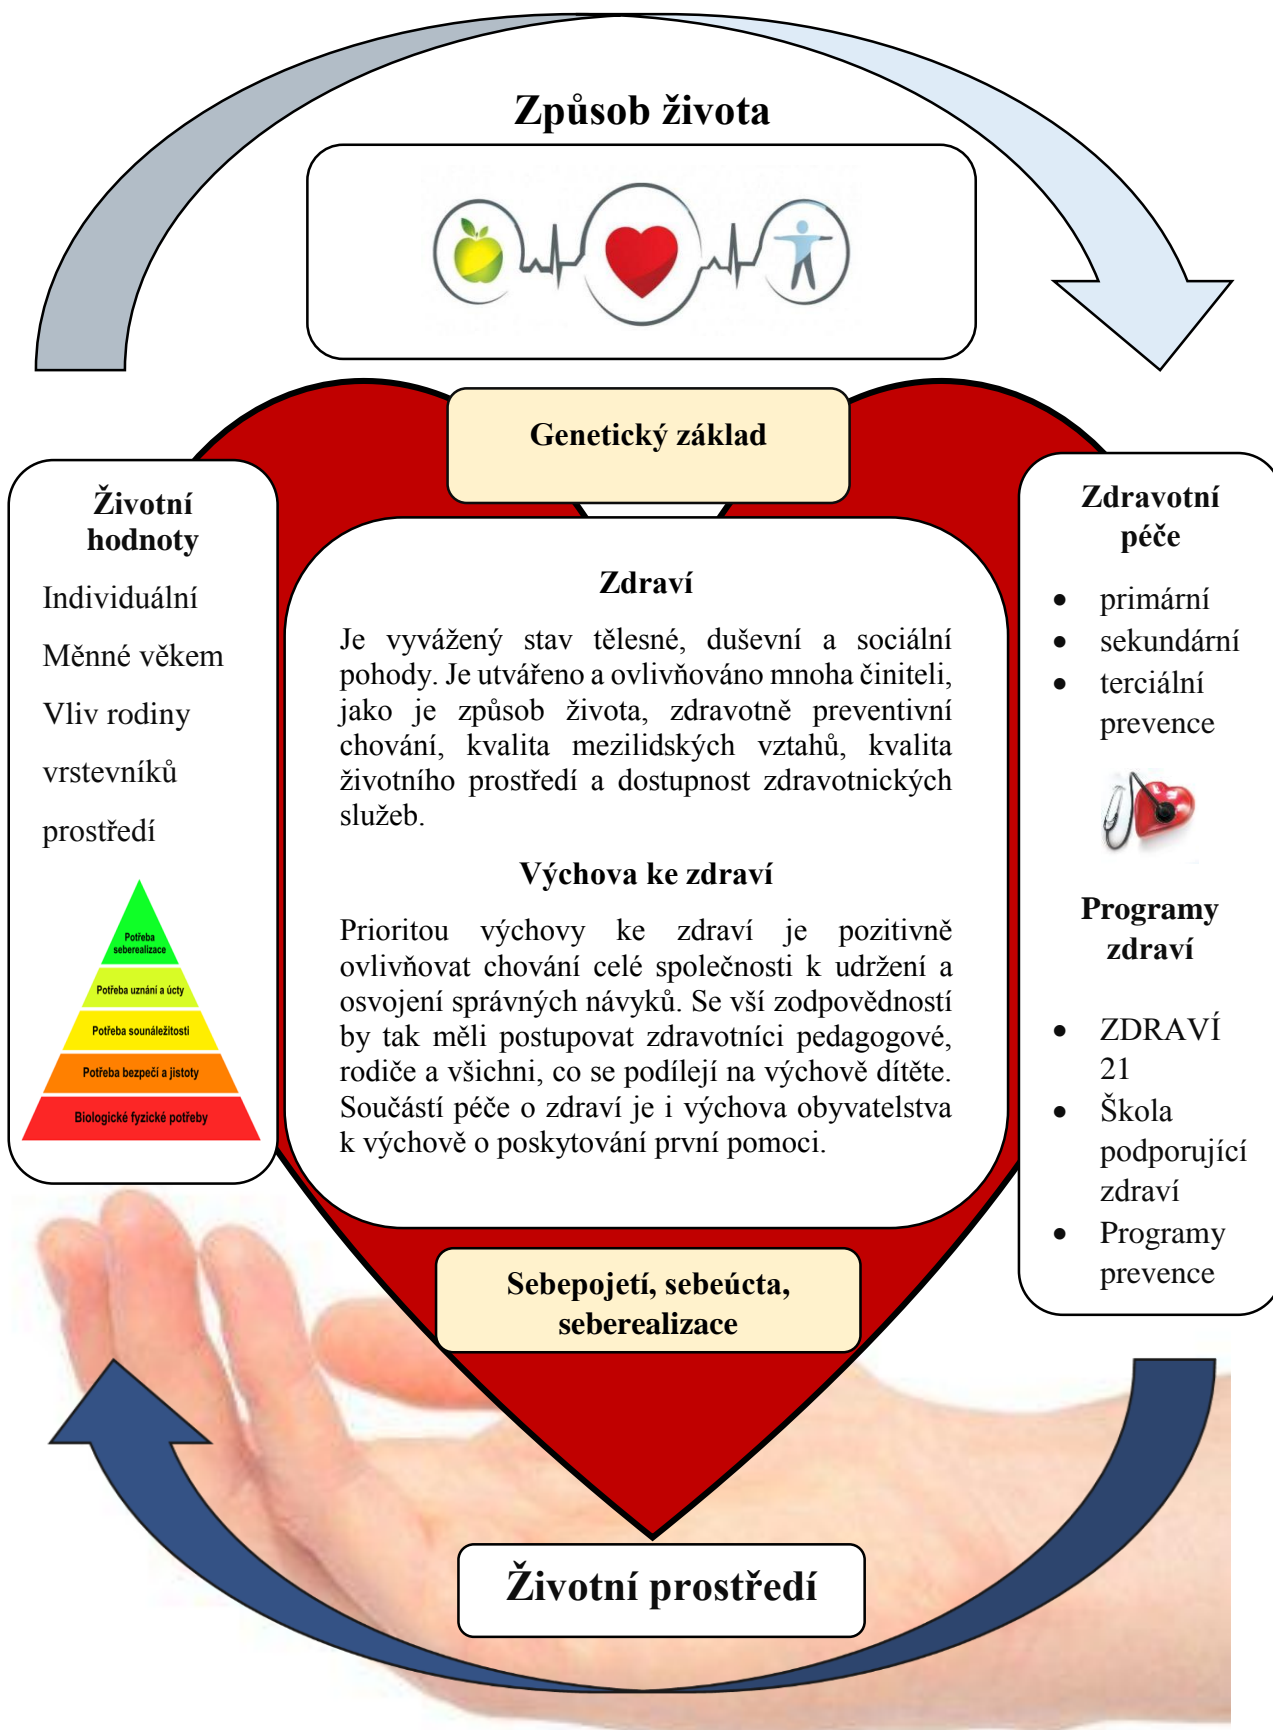 Způsob života
Genetický základ
Životní
hodnoty
Individuální
Měnné věkem
Vliv rodiny
vrstevníků
prostředí
Potřeba
seberealizace
Potřeba uznání a úcty
Potřeba sounáležitosti
Potřeba bezpečí a jistoty
Biologické fyzické potřeby
Zdraví
Je vyvážený stav tělesné, duševní a sociální
pohody. Je utvářeno a ovlivňováno mnoha činiteli,
jako je způsob života, zdravotně preventivní
chování, kvalita mezilidských vztahů, kvalita
životního prostředí a dostupnost zdravotnických
služeb.
Výchova ke zdraví
Prioritou výchovy ke zdraví je pozitivně
ovlivňovat chování celé společnosti k udržení a
osvojení správných návyků. Se vší zodpovědností
by tak měli postupovat zdravotníci pedagogové,
rodiče a všichni, co se podílejí na výchově dítěte.
Součástí péče o zdraví je i výchova obyvatelstva
k výchově o poskytování první pomoci.
Zdravotní
péče
• primární
• sekundární
• terciální
prevence
Programy
zdraví
• ZDRAVÍ
21
• Škola
podporující
zdraví
• Programy
prevence
Sebepojetí, sebeúcta,
seberealizace
Životní prostředí